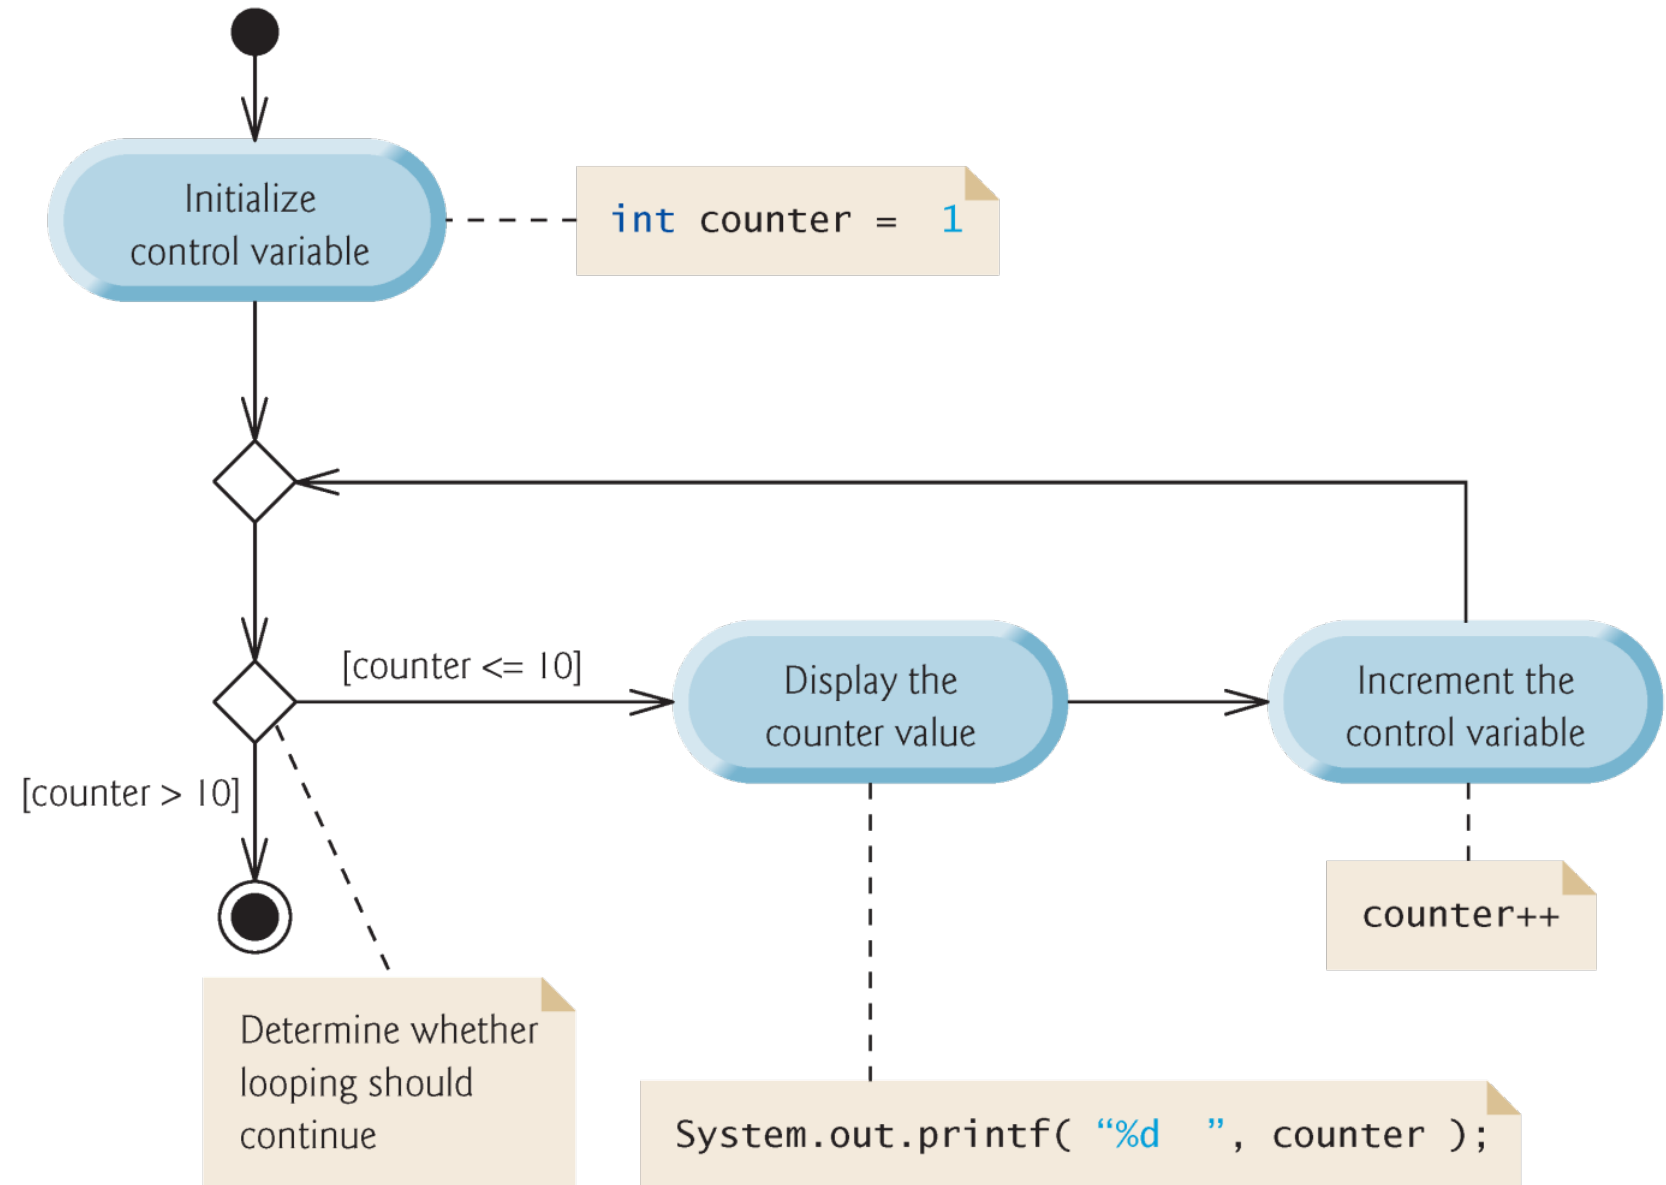 Initialize
control variable
int counter = 1
[counter <= 10]
Display the
counter value
Increment the
control variable
[counter > 10]
counter++
Determine whether
looping should
continue
System.out.printf( “%d  ”, counter );